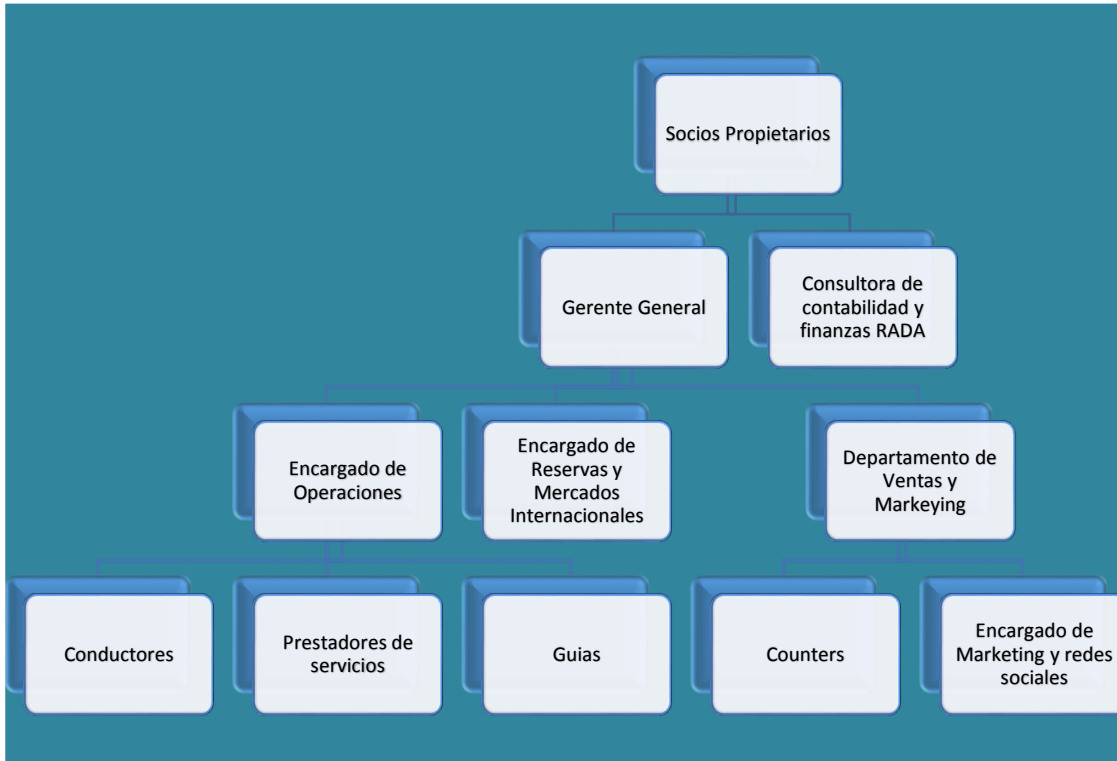 Socios Propietarios
Gerente General
Consultora de
contabilidad y
finanzas RADA
Encargado de
Operaciones
Encargado de
Reservas y
Mercados
Internacionales
Departamento de
Ventas y
Markeying
Conductores
Prestadores de
servicios
Guias
Counters
Encargado de
Marketing y redes
sociales